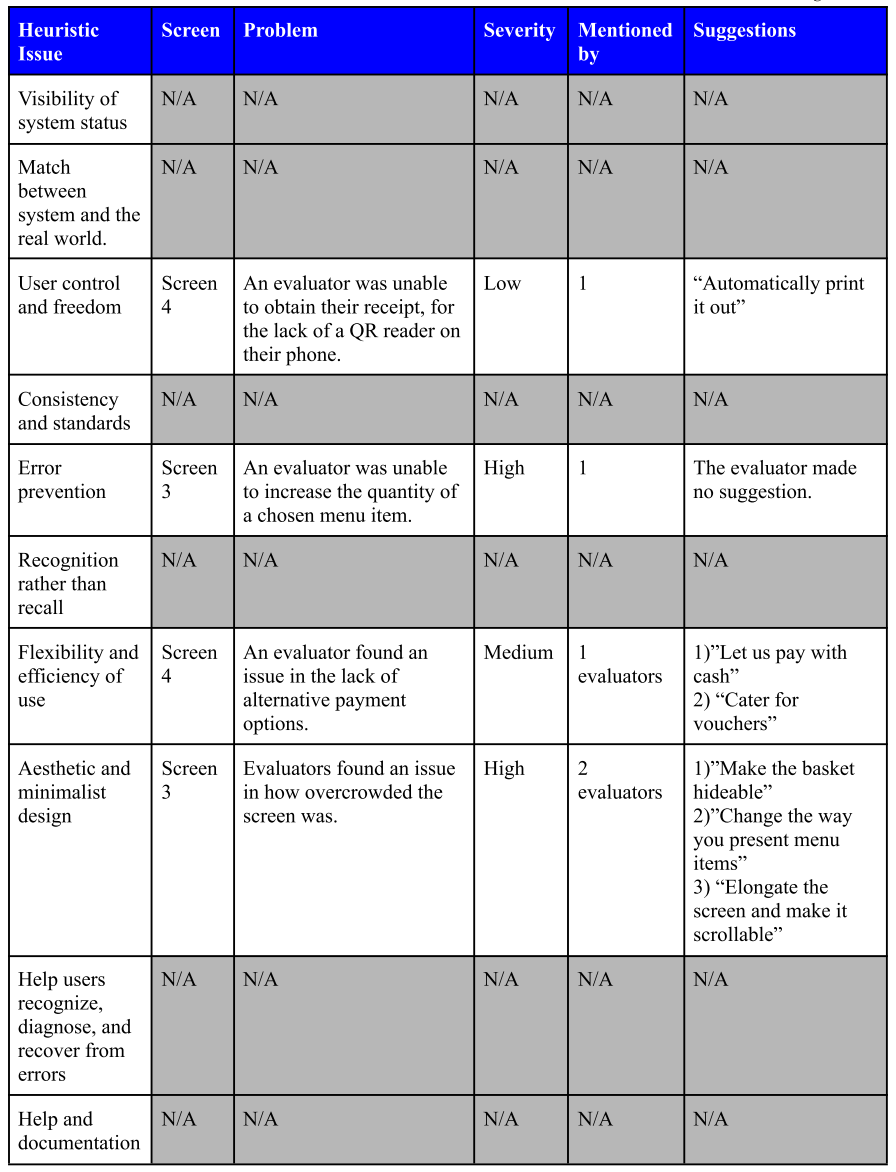 Heuristic Issue | Screen | Problem | Severity | Mentioned by | Suggestions
Visibility of system status | N/A | N/A | N/A | N/A | N/A
Match between system and the real world. | N/A | N/A | N/A | N/A | N/A
User control and freedom | Screen 4 | An evaluator was unable to obtain their receipt, for the lack of a QR reader on their phone. | Low | 1 | “Automatically print it out”
Consistency and standards | N/A | N/A | N/A | N/A | N/A
Error prevention | Screen 3 | An evaluator was unable to increase the quantity of a chosen menu item. | High | 1 | The evaluator made no suggestion.
Recognition rather than recall | N/A | N/A | N/A | N/A | N/A
Flexibility and efficiency of use | Screen 4 | An evaluator found an issue in the lack of alternative payment options. | Medium | 1 evaluators | 1)”Let us pay with cash” 2) “Cater for vouchers”
Aesthetic and minimalist design | Screen 3 | Evaluators found an issue in how overcrowded the screen was. | High | 2 evaluators | 1)”Make the basket hideable” 2)”Change the way you present menu items” 3) “Elongate the screen and make it scrollable”
Help users recognize, diagnose, and recover from errors | N/A | N/A | N/A | N/A | N/A
Help and documentation | N/A | N/A | N/A | N/A | N/A